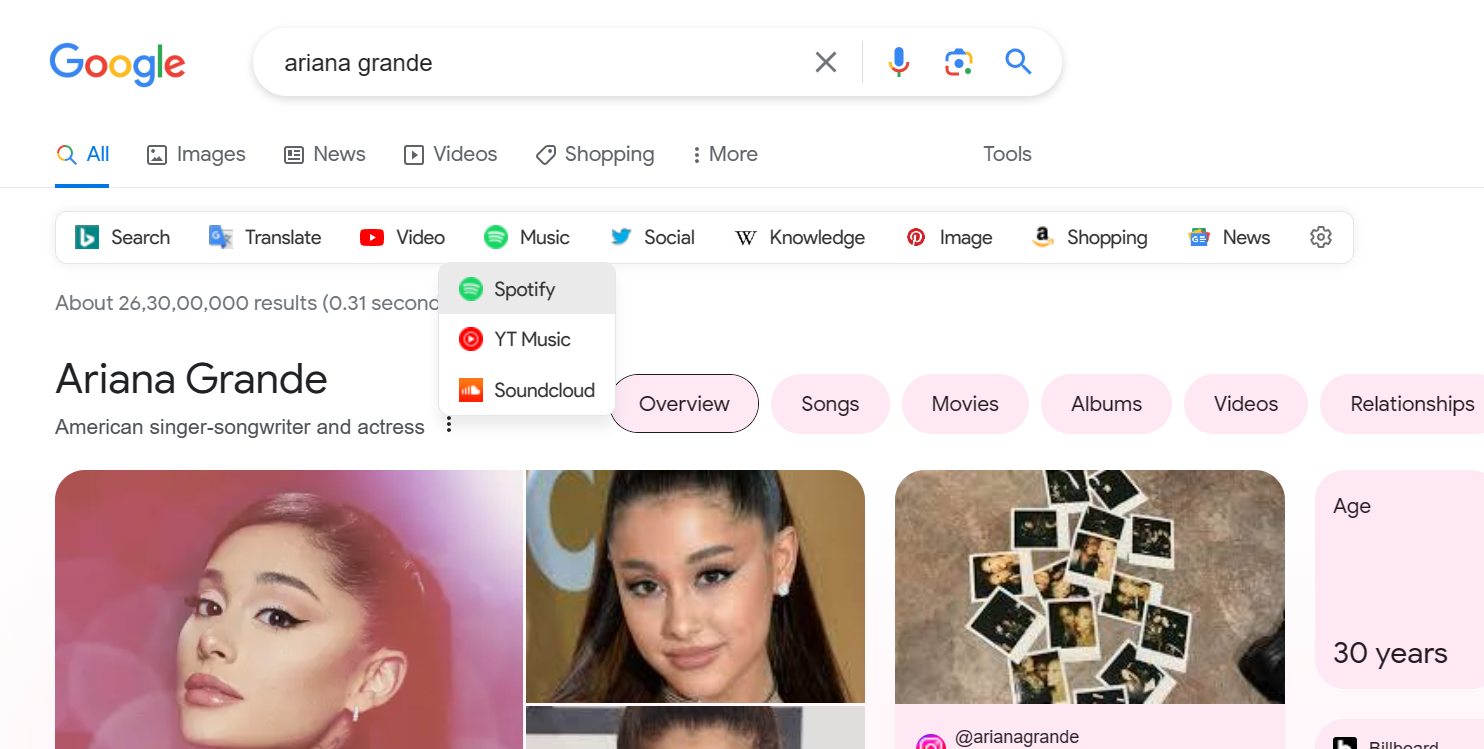 Google
ariana grande
All Images News Videos Shopping More Tools
Search Translate Video Music Social W Knowledge Image Shopping News
About 26,30,00,000 results (0.31
Spotify
YT Music
Soundcloud
Ariana Grande
American singer-songwriter and actress
Overview Songs Movies Albums Videos Relationships
Age
30 years
@arianagrande
Billboard